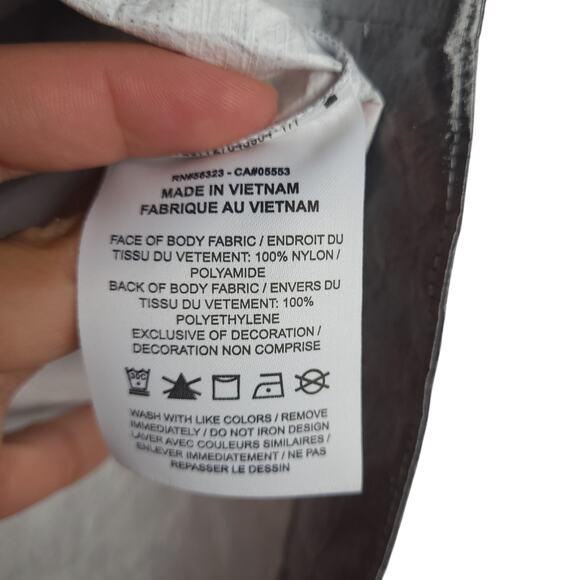 RN#56323 - CA#05553
MADE IN VIETNAM
FABRIQUE AU VIETNAM
FACE OF BODY FABRIC / ENDROIT DU
TISSU DU VETEMENT: 100% NYLON /
POLYAMIDE
BACK OF BODY FABRIC / ENVERS DU
TISSU DU VETEMENT: 100%
POLYETHYLENE
EXCLUSIVE OF DECORATION /
DECORATION NON COMPRISE
30C
WASH WITH LIKE COLORS / REMOVE
IMMEDIATELY / DO NOT IRON DESIGN
LAVER AVEC COULEURS SIMILAIRES /
ENLEVER IMMEDIATEMENT / NE PAS
REPASSER LE DESSIN